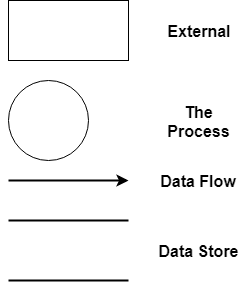 External
The
Process
Data Flow
Data Store